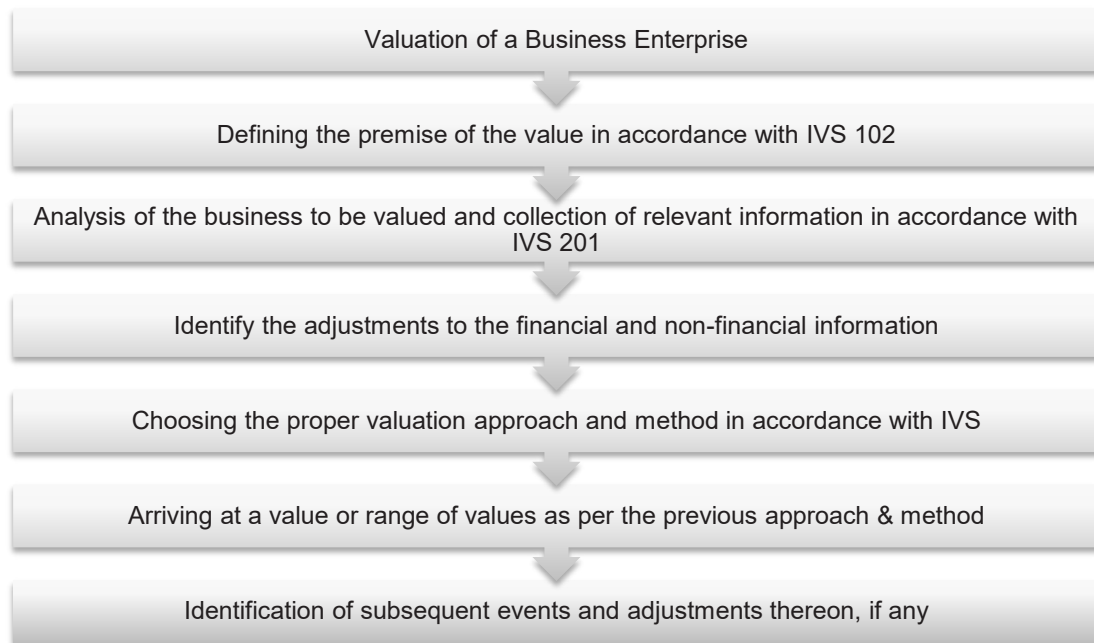 Valuation of a Business Enterprise
Defining the premise of the value in accordance with IVS 102
Analysis of the business to be valued and collection of relevant information in accordance with
IVS 201
Identify the adjustments to the financial and non-financial information
Choosing the proper valuation approach and method in accordance with IVS
Arriving at a value or range of values as per the previous approach & method
Identification of subsequent events and adjustments thereon, if any